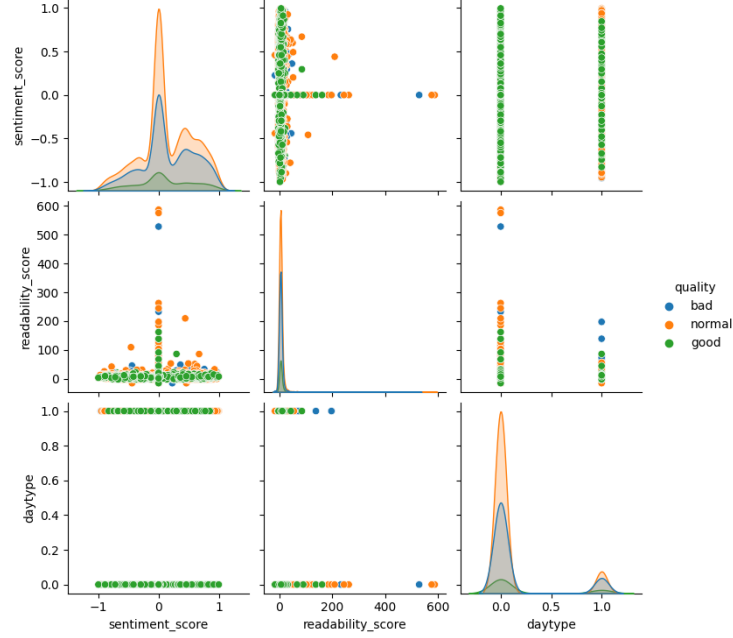 1.0
0.5
0.0
−0.5
−1.0
sentiment_score
600
500
400
300
200
100
0
readability_score
quality
bad
normal
good
1.0
0.8
0.6
0.4
0.2
0.0
daytype
−1 0 1
sentiment_score
0 200 400 600
readability_score
0.0 0.5 1.0
daytype